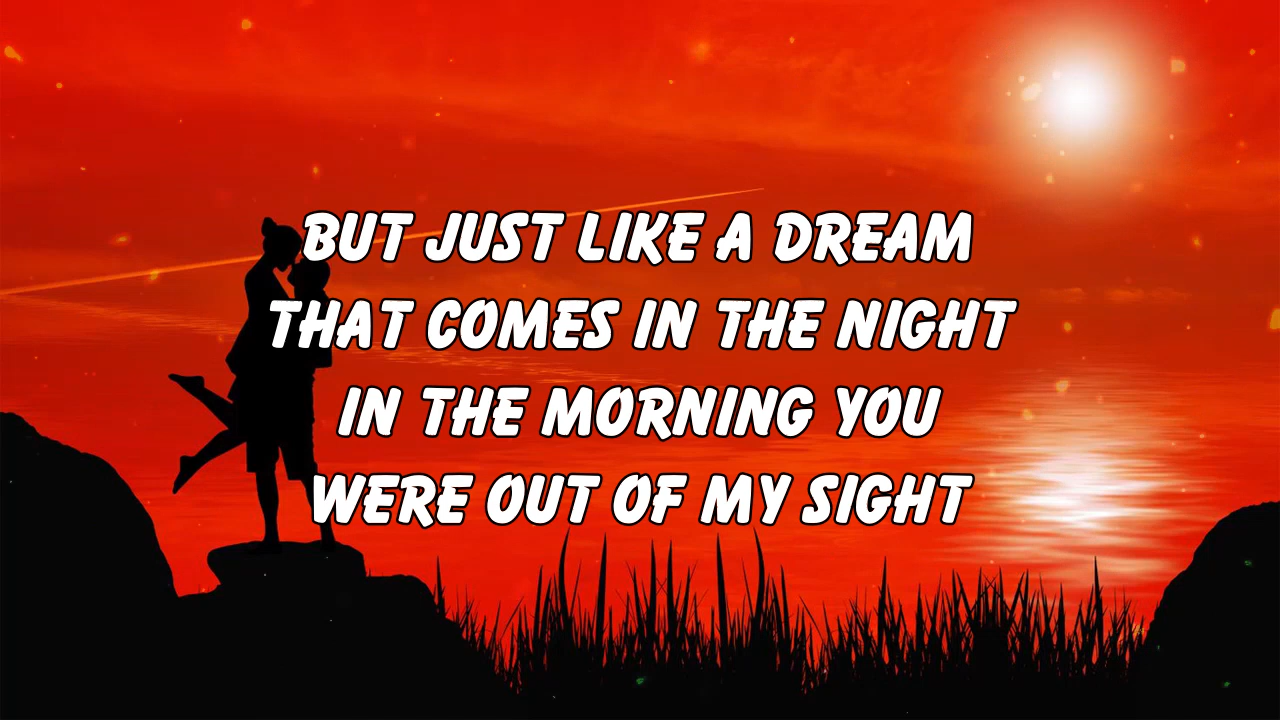 BUT JUST LIKE A DREAM
THAT COMES IN THE NIGHT
IN THE MORNING YOU
WERE OUT OF MY SIGHT